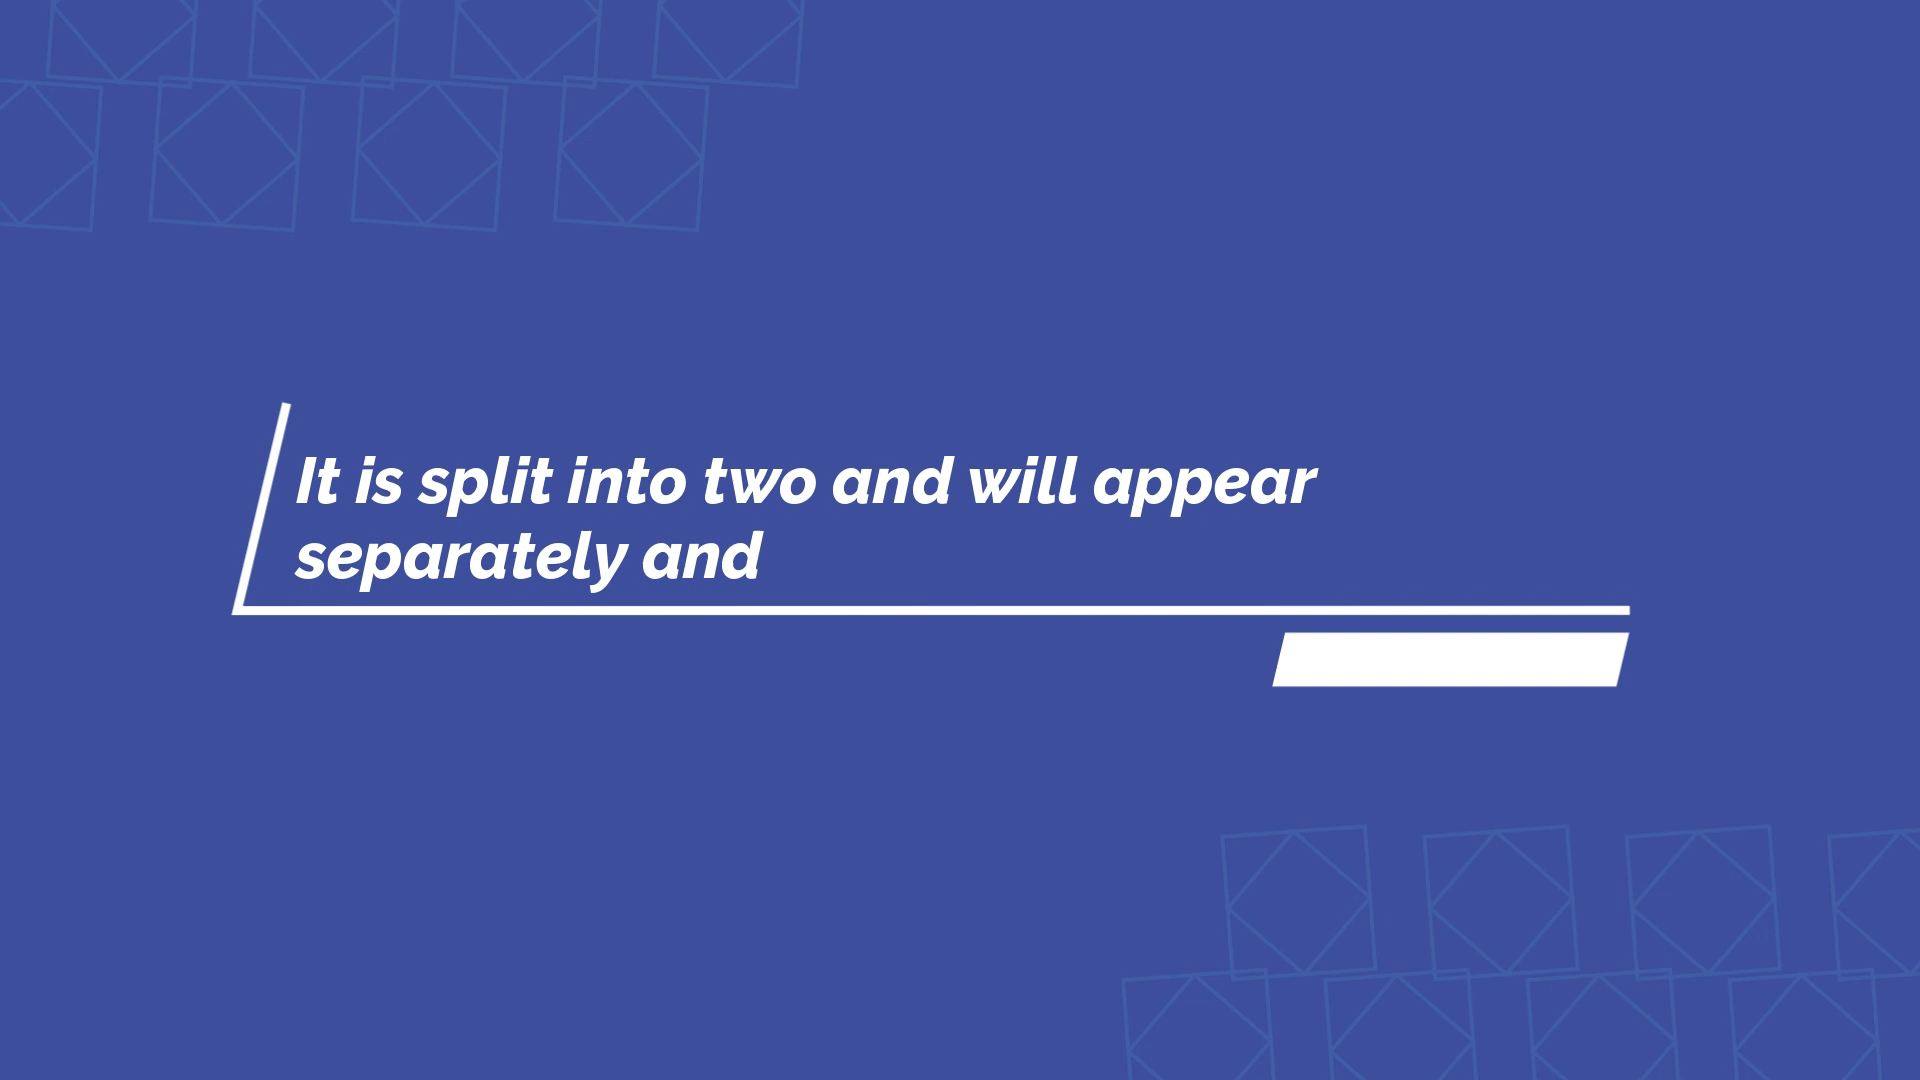 It is split into two and will appear
separately and